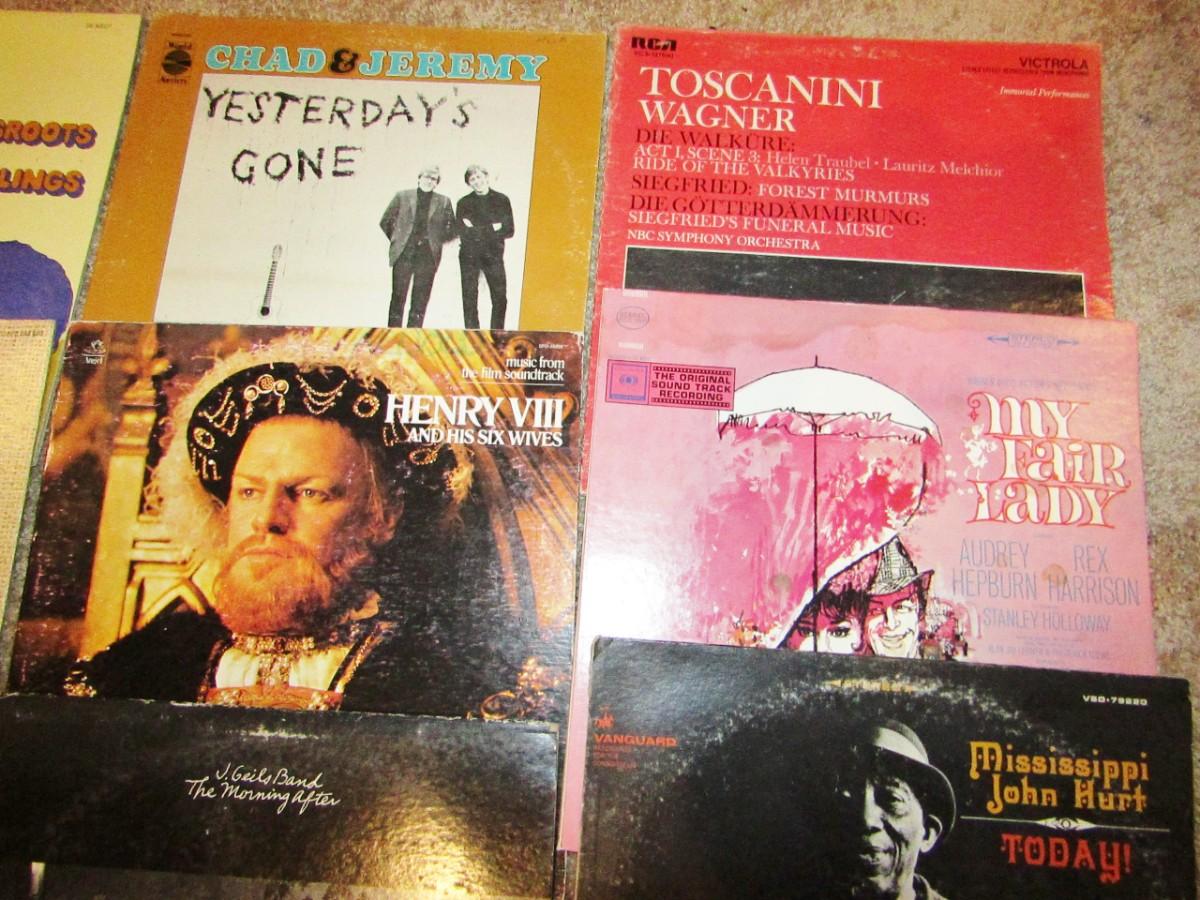 GROOTS
LINGS
World
Artists
CHAD & JEREMY
YESTERDAY'S
GONE
RCA
VICTROLA
Immortal Performances
TOSCANINI
WAGNER
DIE WALKÜRE:
ACT I, SCENE 3; Helen Traubel • Lauritz Melchior
RIDE OF THE VALKYRIES
SIEGFRIED: FOREST MURMURS
DIE GÖTTERDÄMMERUNG:
SIEGFRIED'S FUNERAL MUSIC
NBC SYMPHONY ORCHESTRA
music from
the film soundtrack
HENRY VIII
AND HIS SIX WIVES
THE ORIGINAL
SOUND TRACK
RECORDING
MY
FAIR
LADY
AUDREY HEPBURN
REX HARRISON
STANLEY HOLLOWAY
J. Geils Band
The Morning After
STEREO
VSD•79220
VANGUARD
Mississippi
John Hurt
TODAY!